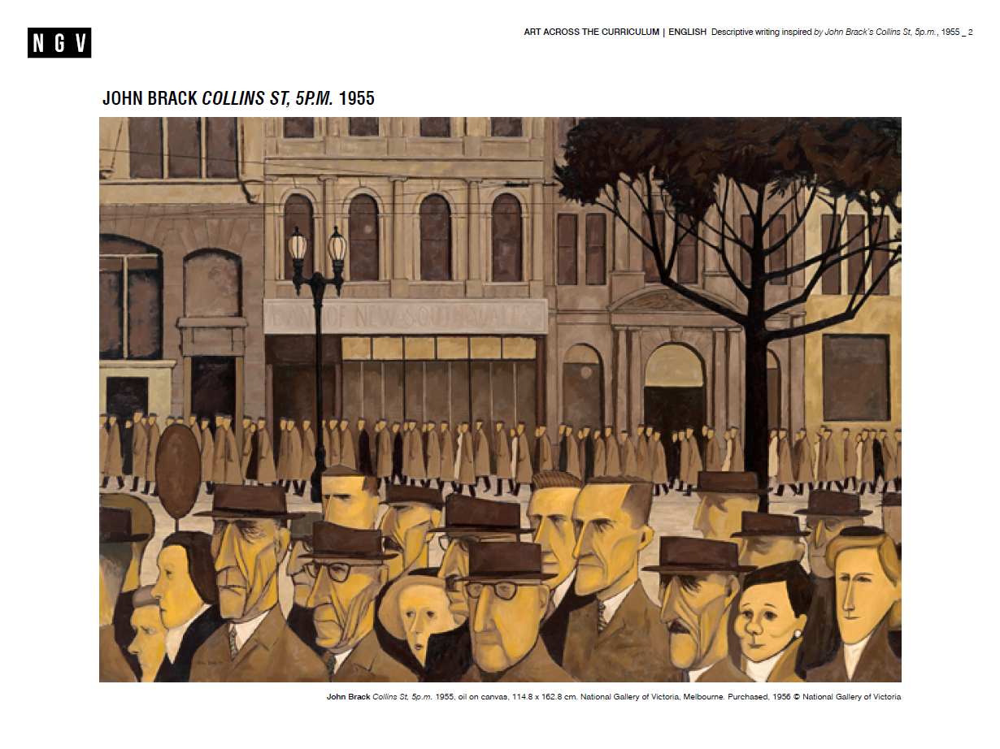 NGV
ART ACROSS THE CURRICULUM | ENGLISH Descriptive writing inspired by John Brack's Collins St, 5p.m., 1955 _ 2
JOHN BRACK COLLINS ST, 5P.M. 1955
BANK OF NEW SOUTH WALES
John Brack Collins St, 5p.m. 1955, oil on canvas, 114.8 x 162.8 cm. National Gallery of Victoria, Melbourne. Purchased, 1956 © National Gallery of Victoria